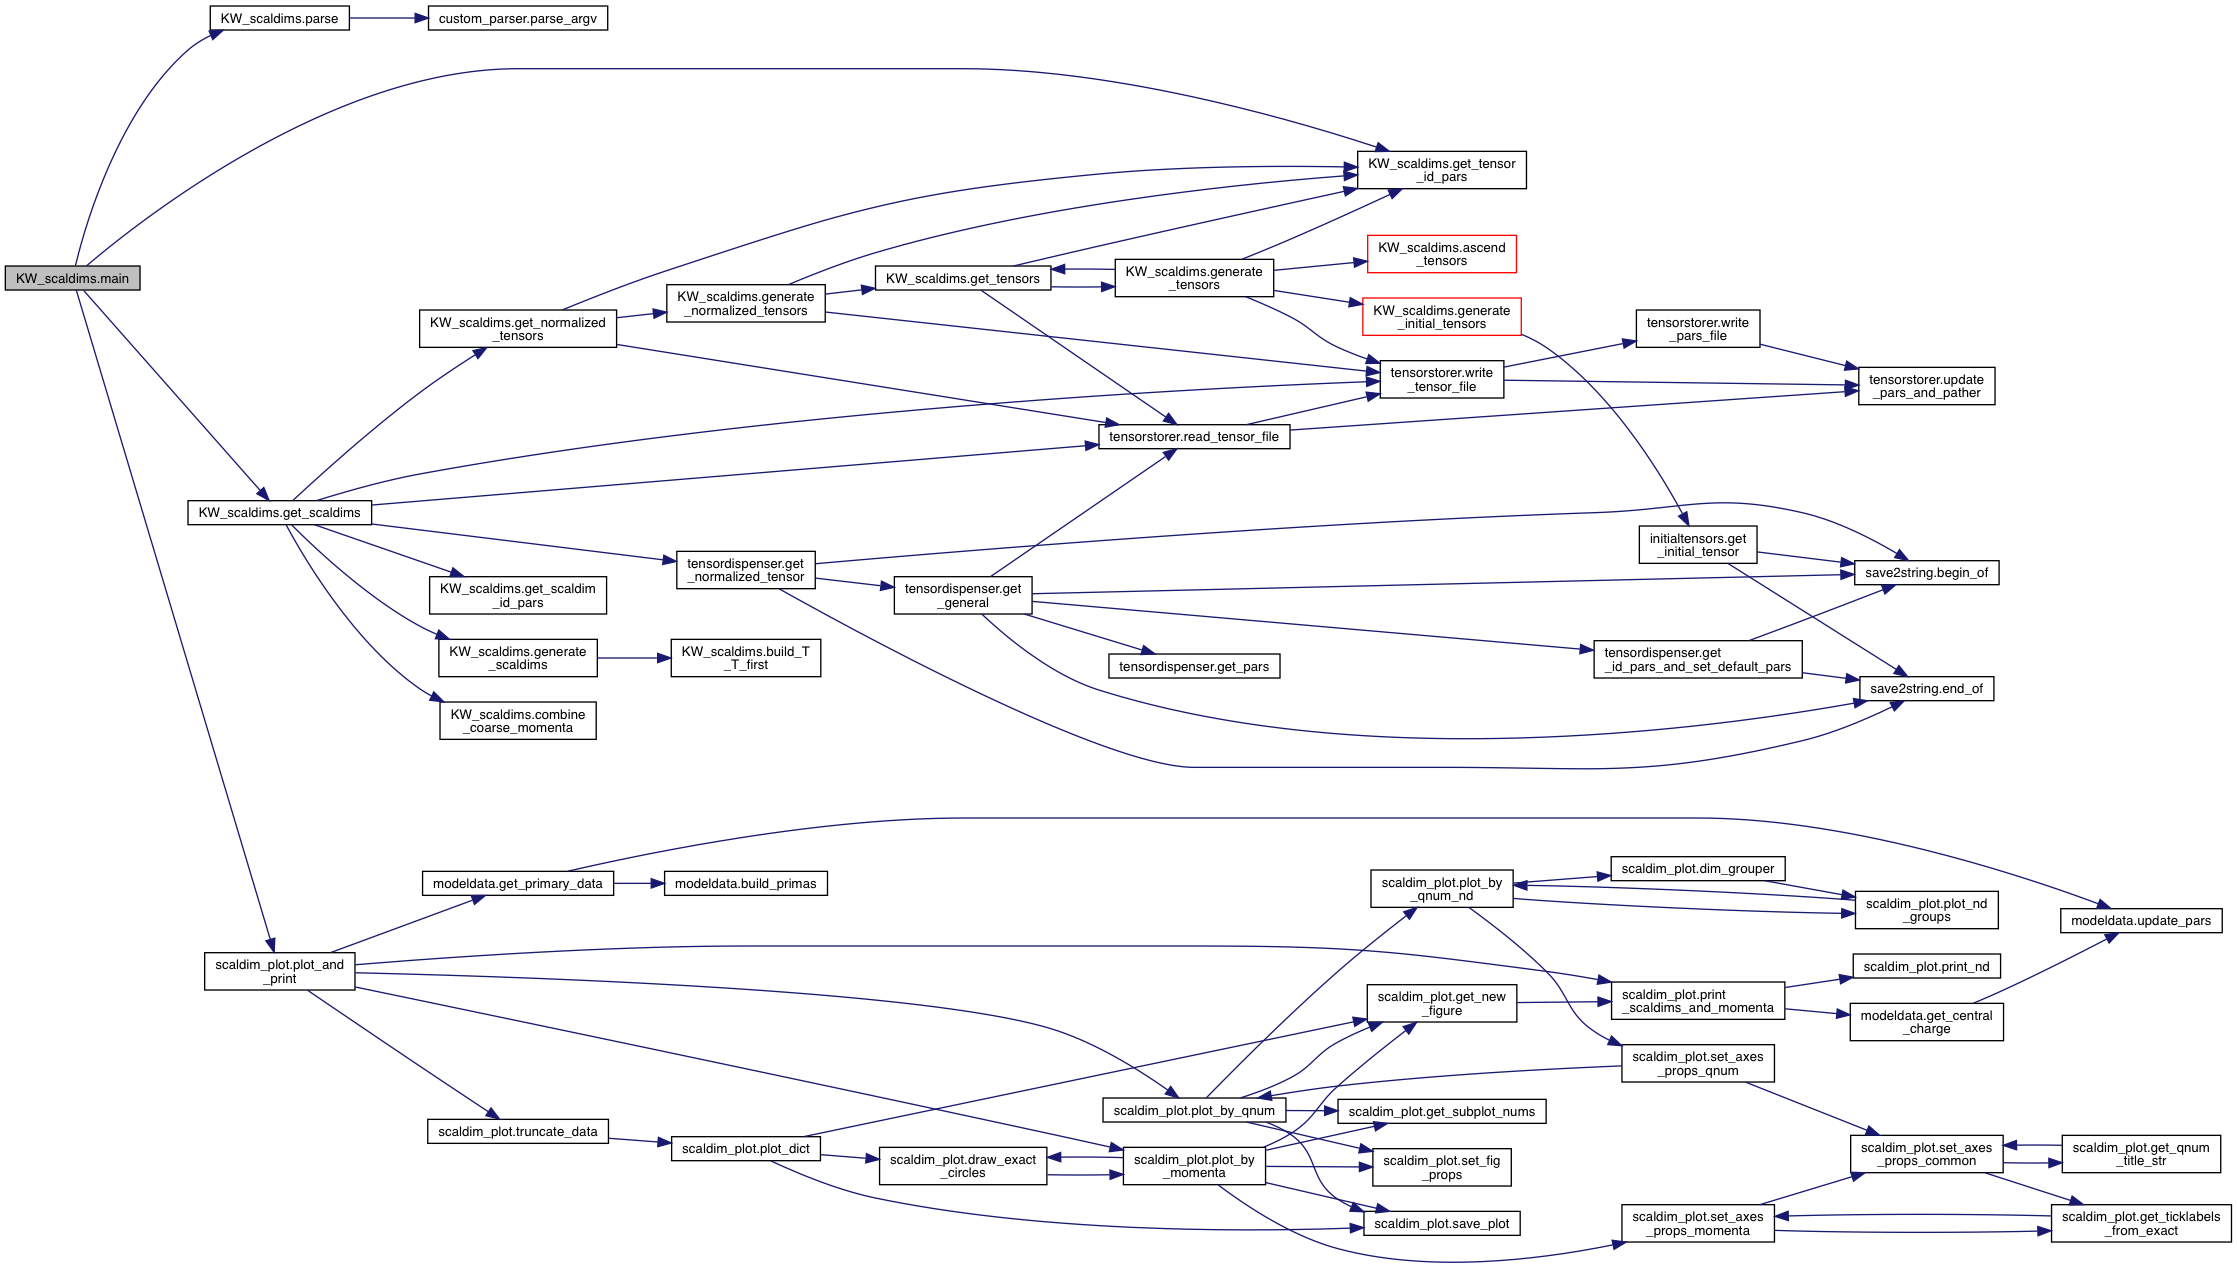 KW_scaldims.main
KW_scaldims.parse
custom_parser.parse_argv
KW_scaldims.get_tensor
_id_pars
KW_scaldims.get_scaldims
KW_scaldims.get_normalized
_tensors
KW_scaldims.generate
_normalized_tensors
KW_scaldims.get_tensors
KW_scaldims.generate
_tensors
KW_scaldims.ascend
_tensors
KW_scaldims.generate
_initial_tensors
tensorstorer.write
_tensor_file
tensorstorer.write
_pars_file
tensorstorer.update
_pars_and_pather
tensorstorer.read_tensor_file
initialtensors.get
_initial_tensor
save2string.begin_of
save2string.end_of
tensordispenser.get
_normalized_tensor
tensordispenser.get
_general
tensordispenser.get_pars
tensordispenser.get
_id_pars_and_set_default_pars
KW_scaldims.get_scaldim
_id_pars
KW_scaldims.generate
_scaldims
KW_scaldims.build_T
_T_first
KW_scaldims.combine
_coarse_momenta
scaldim_plot.plot_and
_print
modeldata.get_primary_data
modeldata.build_primas
modeldata.update_pars
scaldim_plot.plot_by
_qnum_nd
scaldim_plot.dim_grouper
scaldim_plot.plot_nd
_groups
scaldim_plot.print
_scaldims_and_momenta
scaldim_plot.print_nd
modeldata.get_central
_charge
scaldim_plot.get_new
_figure
scaldim_plot.set_axes
_props_qnum
scaldim_plot.truncate_data
scaldim_plot.plot_dict
scaldim_plot.draw_exact
_circles
scaldim_plot.plot_by_qnum
scaldim_plot.plot_by
_momenta
scaldim_plot.get_subplot_nums
scaldim_plot.set_fig
_props
scaldim_plot.save_plot
scaldim_plot.set_axes
_props_common
scaldim_plot.get_qnum
_title_str
scaldim_plot.set_axes
_props_momenta
scaldim_plot.get_ticklabels
_from_exact